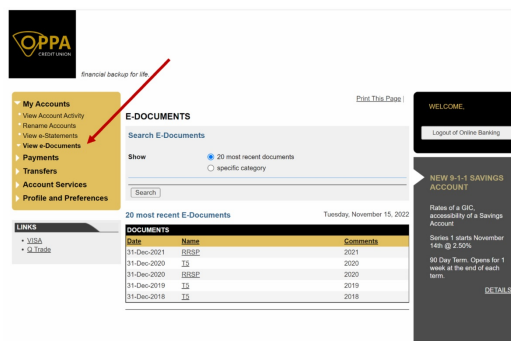 OPPA
CREDIT UNION
financial backup for life.
My Accounts
View Account Activity
Rename Accounts
View e-Statements
View e-Documents
Payments
Transfers
Account Services
Profile and Preferences
LINKS
VISA
Q Trade
Print This Page |
E-DOCUMENTS
Search E-Documents
Show
20 most recent documents
specific category
Search
20 most recent E-Documents Tuesday, November 15, 2022
DOCUMENTS
Date Name Comments
31-Dec-2021 RRSP 2021
31-Dec-2020 T5 2020
31-Dec-2020 RRSP 2020
31-Dec-2019 T5 2019
31-Dec-2018 T5 2018
WELCOME,
Logout of Online Banking
NEW 9-1-1 SAVINGS
ACCOUNT
Rates of a GIC,
accessibility of a Savings
Account
Series 1 starts November
14th @ 2.50%
90 Day Term. Opens for 1
week at the end of each
term.
DETAILS